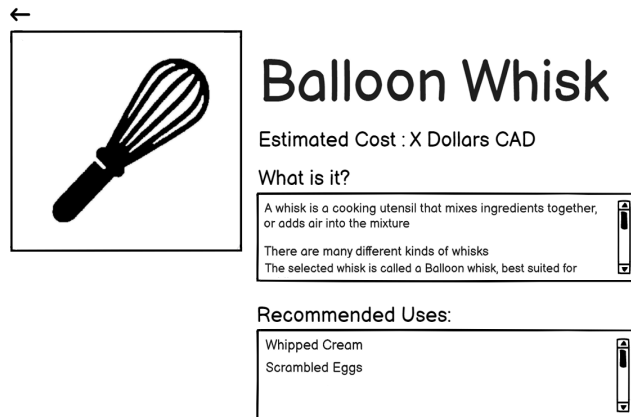 Balloon Whisk
Estimated Cost : X Dollars CAD
What is it?
A whisk is a cooking utensil that mixes ingredients together,
or adds air into the mixture
There are many different kinds of whisks
The selected whisk is called a Balloon whisk, best suited for
Recommended Uses:
Whipped Cream
Scrambled Eggs